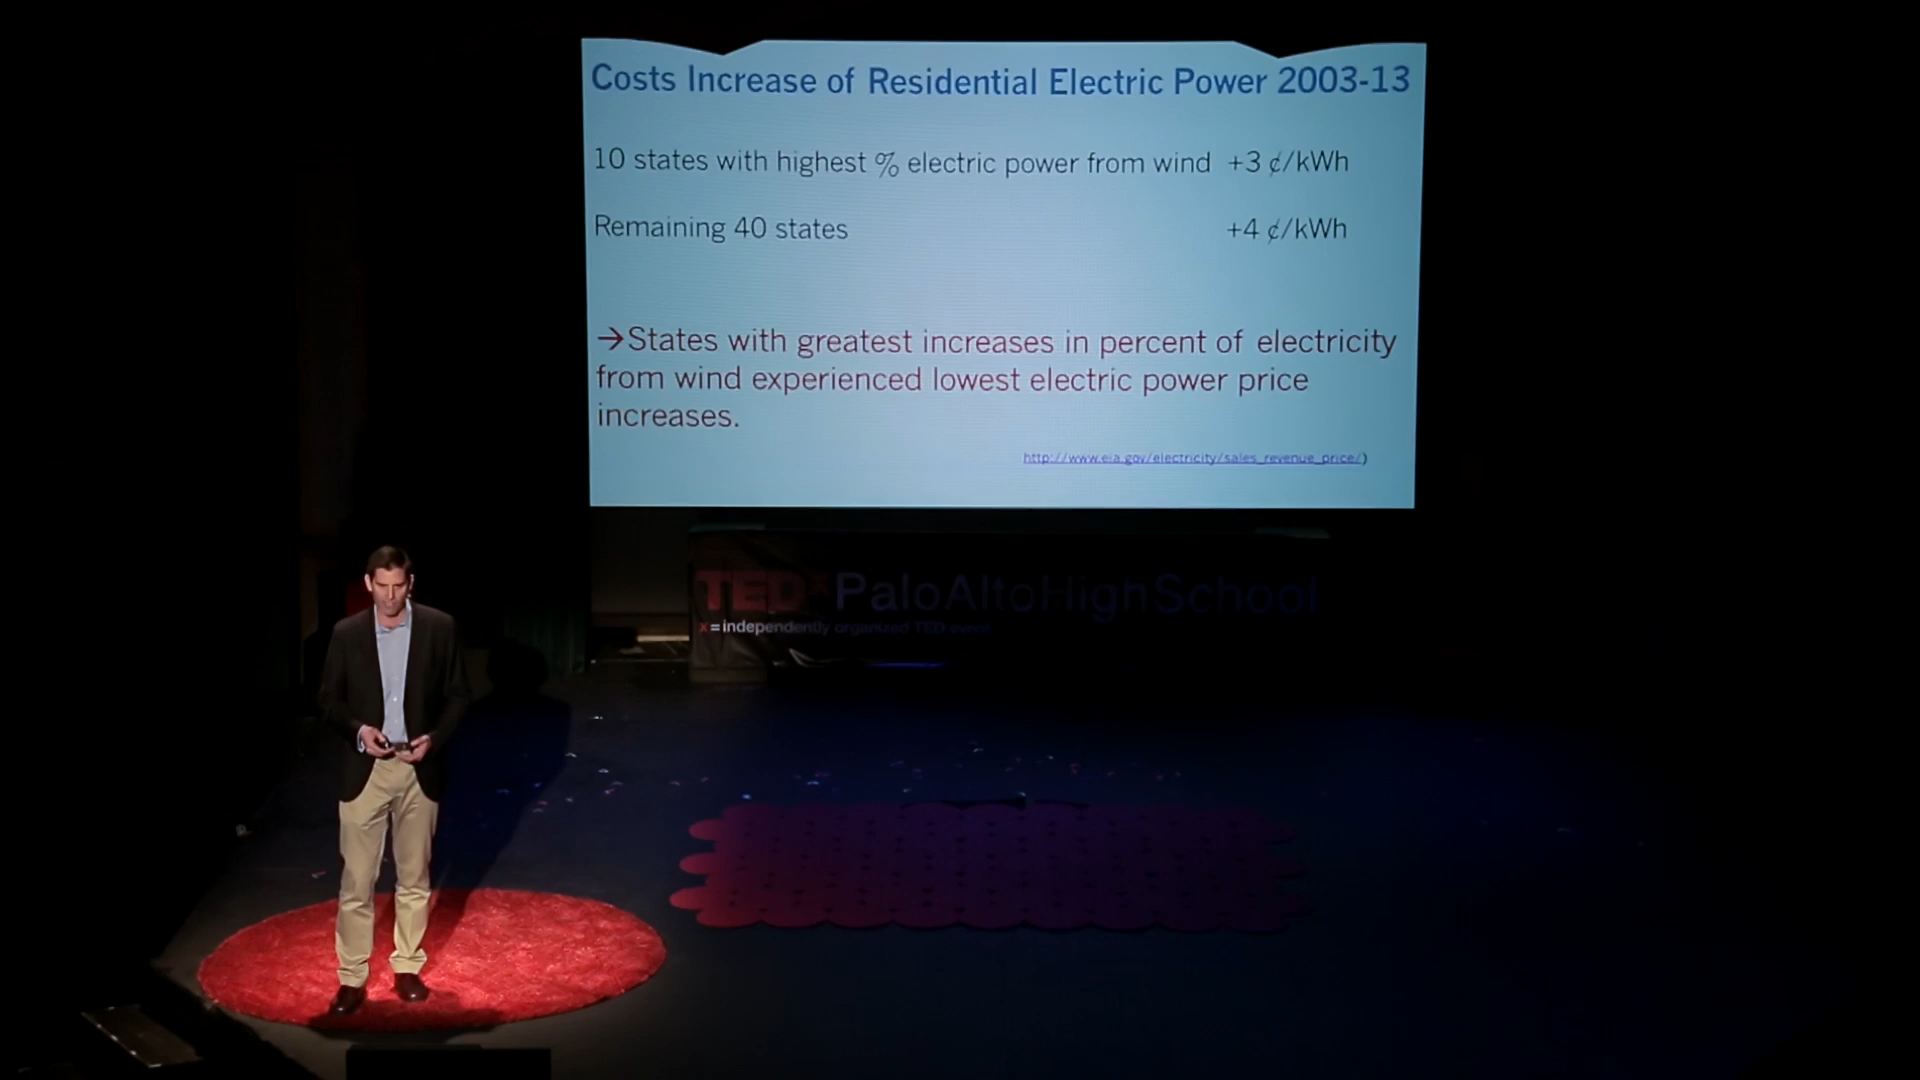 Costs Increase of Residential Electric Power 2003-13
10 states with highest % electric power from wind +3 ¢/kWh
Remaining 40 states +4 ¢/kWh
→States with greatest increases in percent of electricity
from wind experienced lowest electric power price
increases.
http://www.eia.gov/electricity/sales_revenue_price/)
TEDxPaloAltoHighSchool
x=independently organized TED event